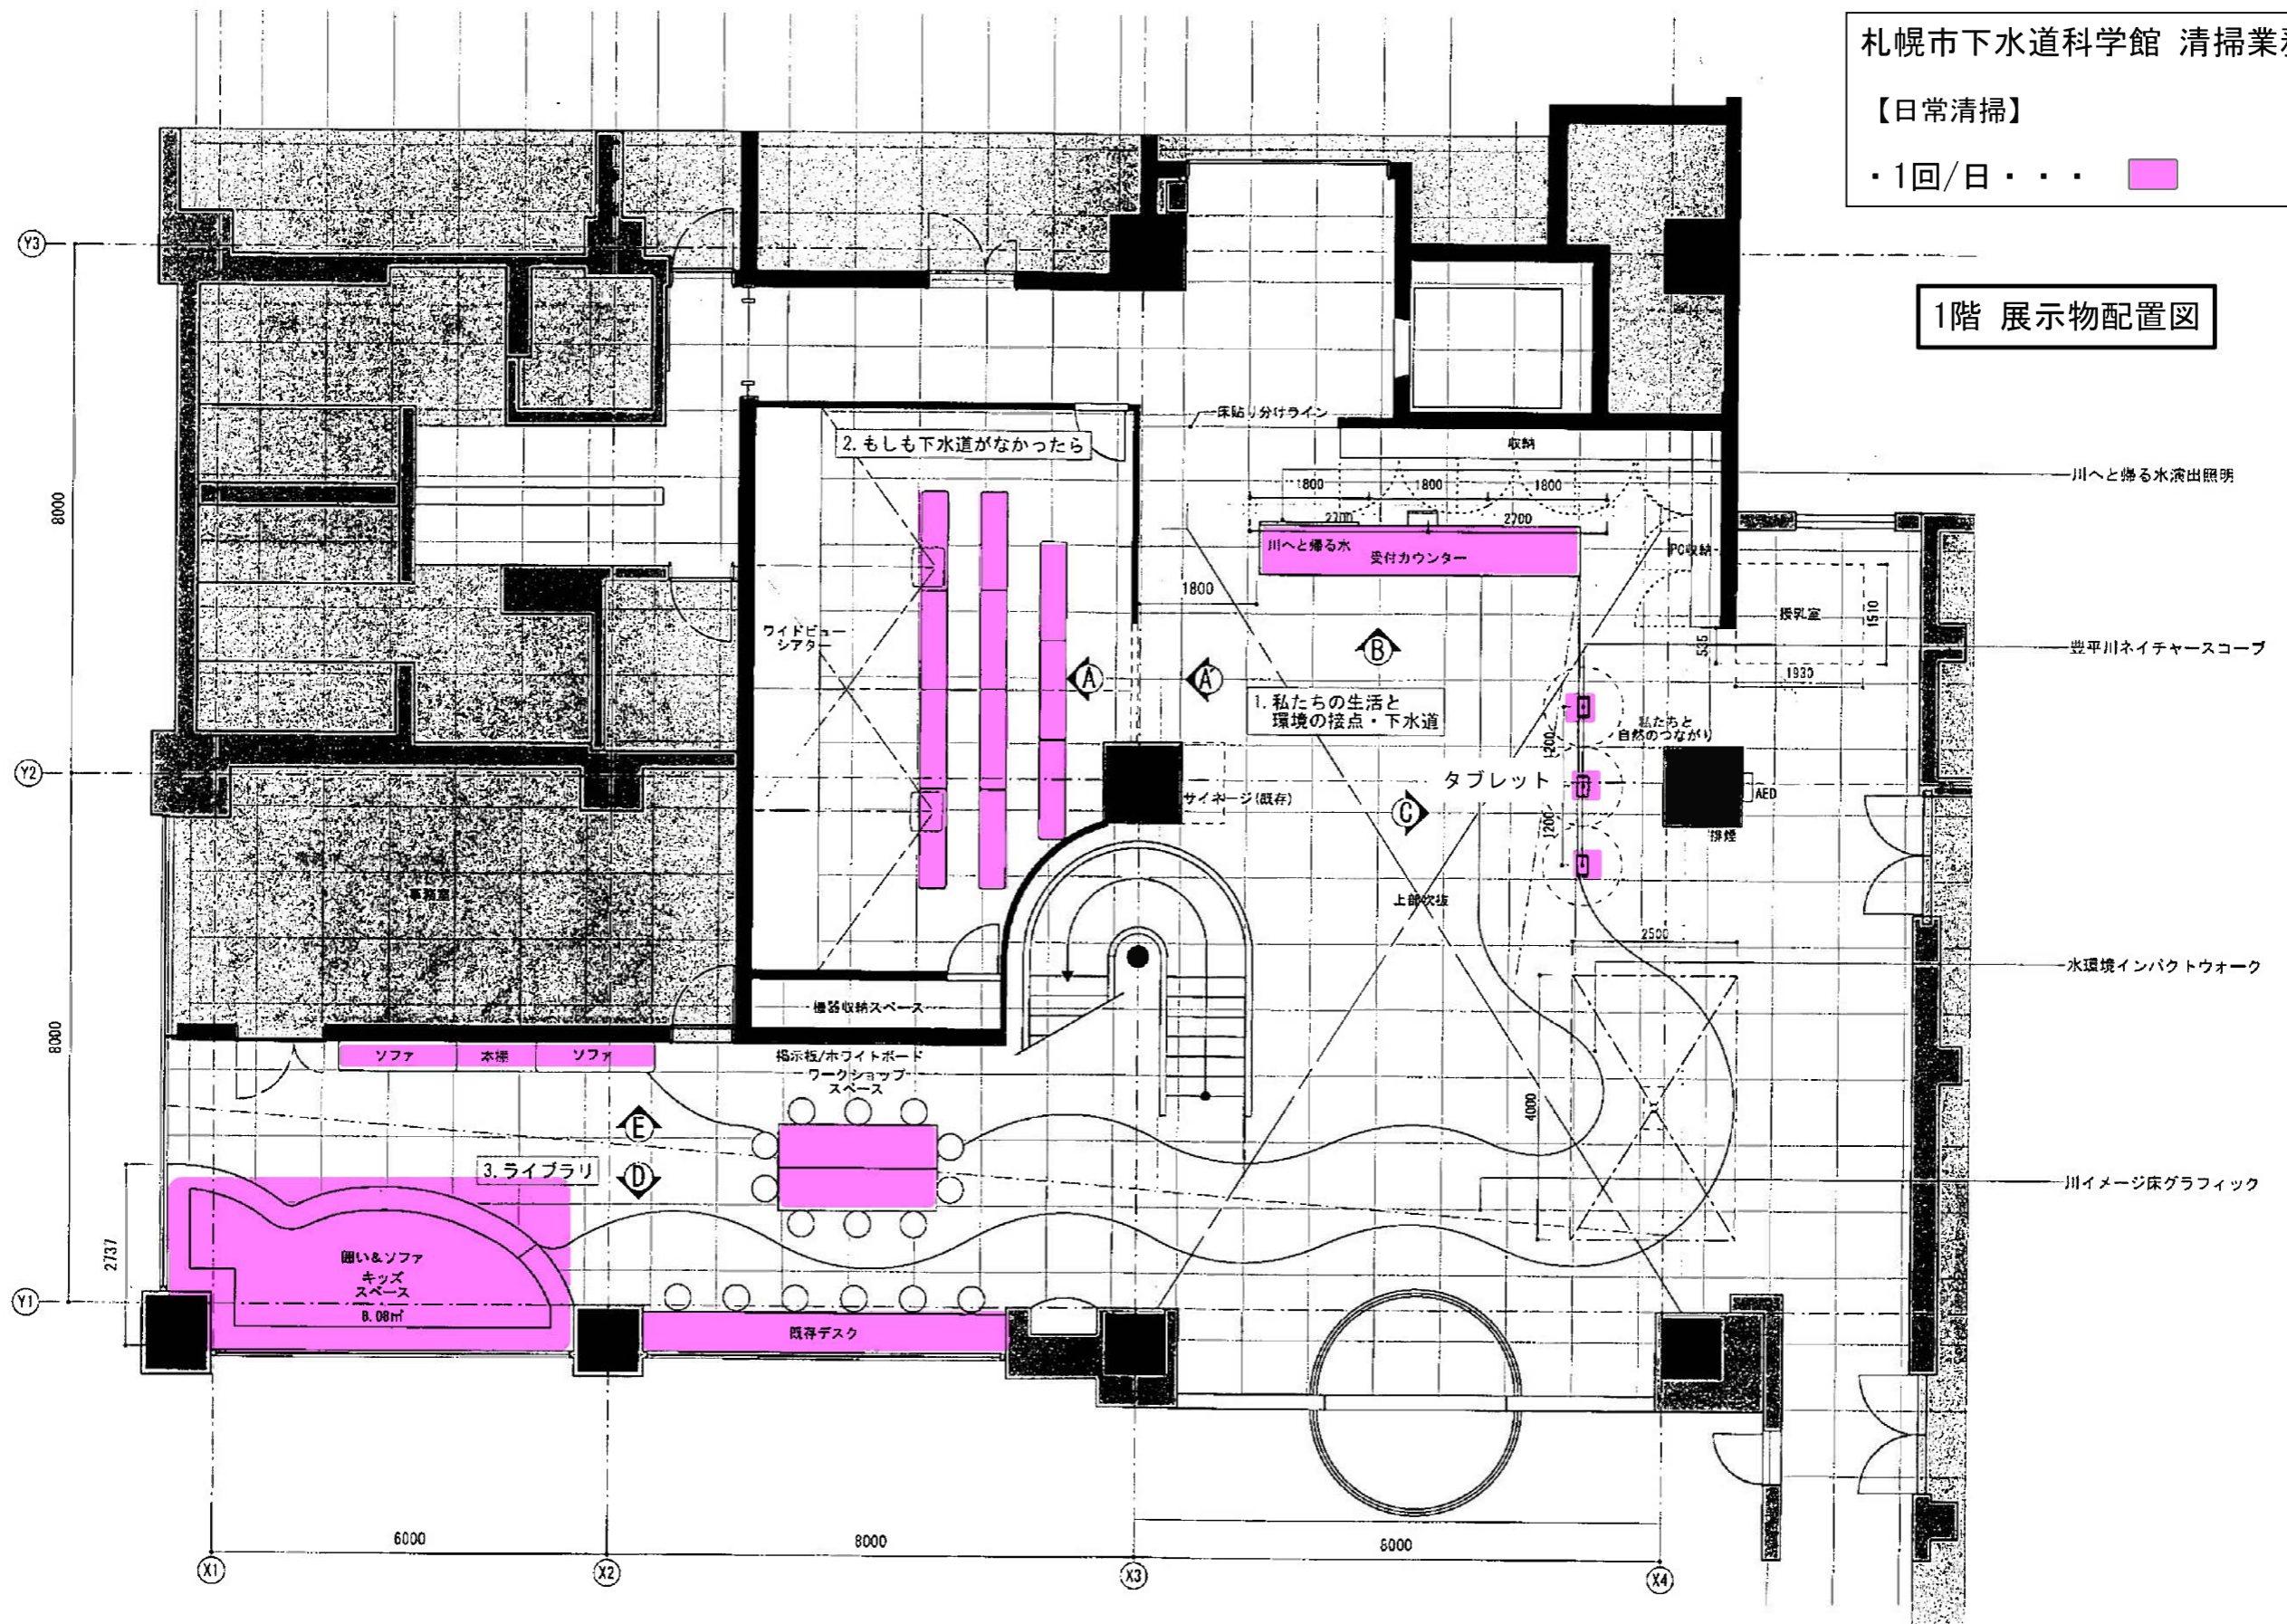 札幌市下水道科学館 清掃業務
【日常清掃】
・1回/日・・・
1階 展示物配置図
Y3
床貼り分けライン
2. もしも下水道がなかったら
収納
川へと帰る水演出照明
1800
1800
1800
2700
2700
川へと帰る水
受付カウンター
PC収納
8000
1800
授乳室
1510
ワイドビュー
シアター
B
535
豊平川ネイチャースコープ
A
A'
1930
1. 私たちの生活と
環境の接点・下水道
私たちと
自然のつながり
1200
Y2
タブレット
サイネージ(既存)
AED
C
1200
排煙
事務室
上部吹抜
2500
水環境インパクトウォーク
機器収納スペース
8000
ソファ
本棚
ソファ
掲示板/ホワイトボード
ワークショップ
スペース
4000
E
3. ライブラリ
D
川イメージ床グラフィック
2737
囲い&ソファ
キッズ
スペース
8.08㎡
Y1
既存デスク
6000
8000
8000
X1
X2
X3
X4